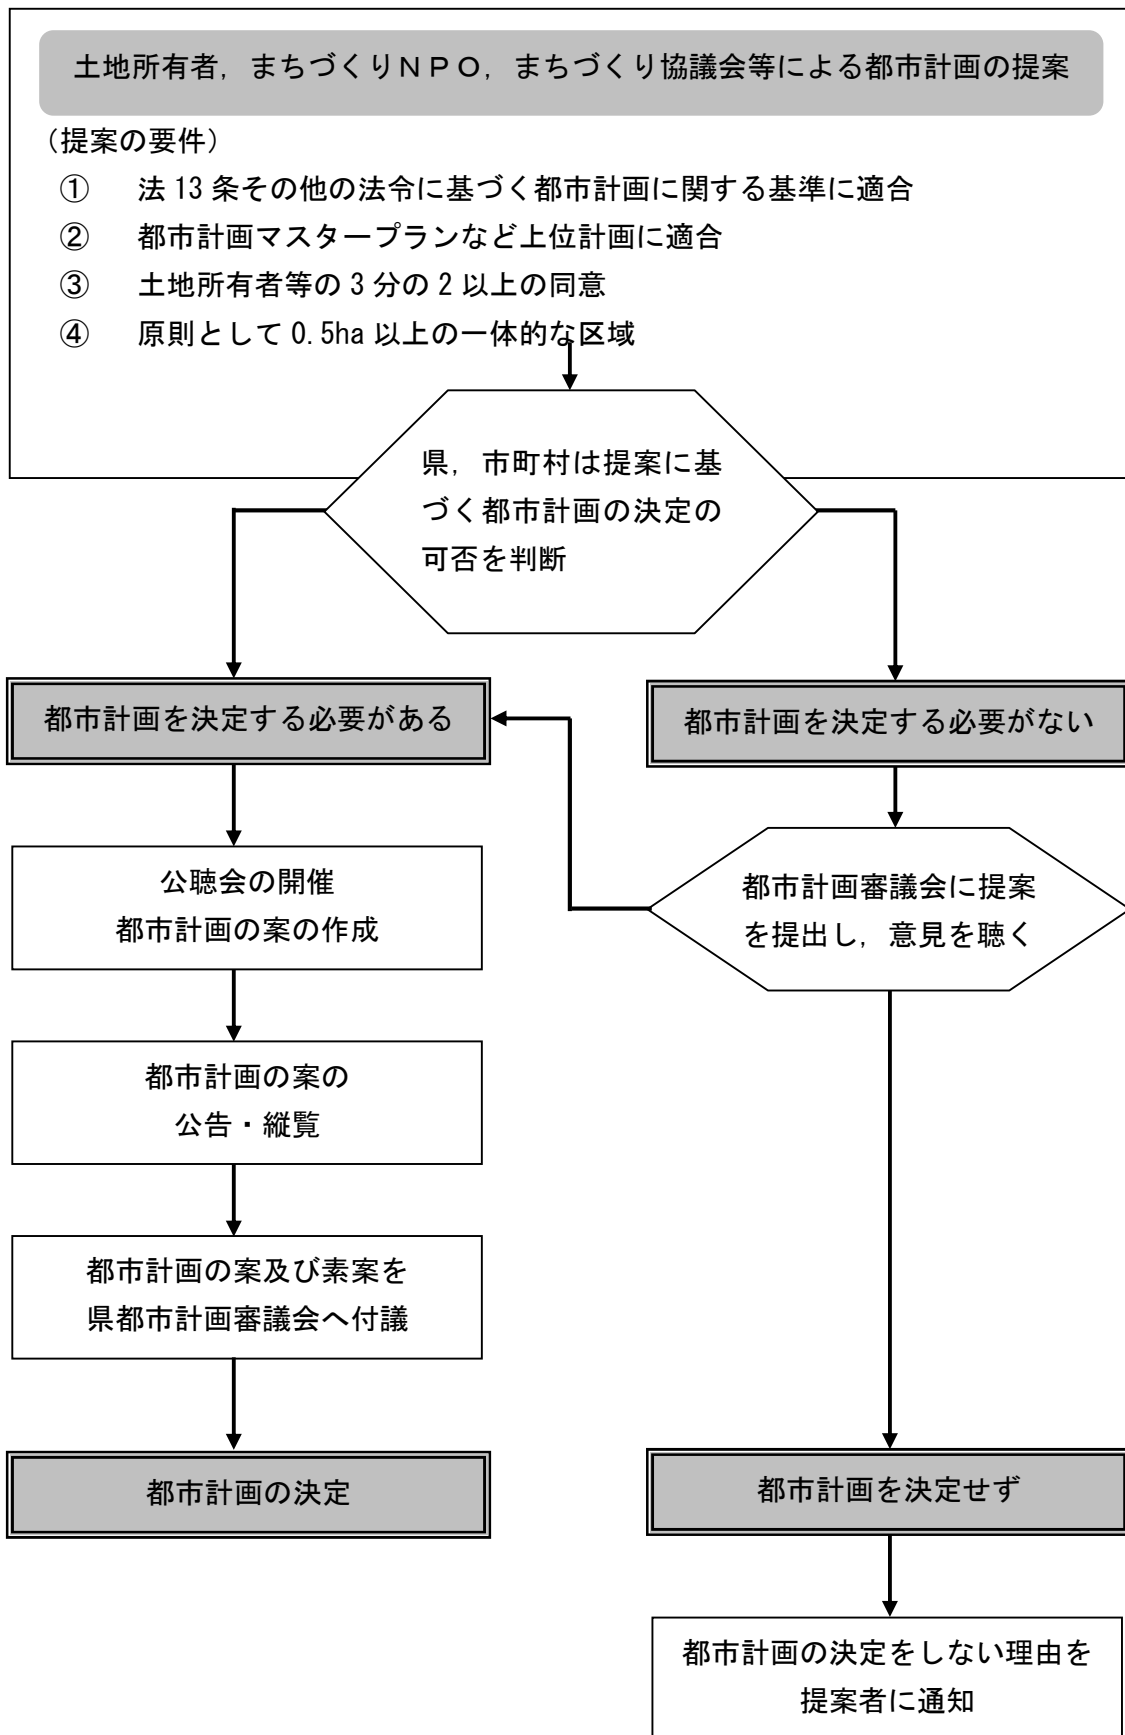 土地所有者，まちづくりＮＰＯ，まちづくり協議会等による都市計画の提案
（提案の要件）
① 法 13 条その他の法令に基づく都市計画に関する基準に適合
② 都市計画マスタープランなど上位計画に適合
③ 土地所有者等の 3 分の 2 以上の同意
④ 原則として 0.5ha 以上の一体的な区域
県，市町村は提案に基
づく都市計画の決定の
可否を判断
都市計画を決定する必要がある
都市計画を決定する必要がない
公聴会の開催
都市計画の案の作成
都市計画審議会に提案
を提出し，意見を聴く
都市計画の案の
公告・縦覧
都市計画の案及び素案を
県都市計画審議会へ付議
都市計画の決定
都市計画を決定せず
都市計画の決定をしない理由を
提案者に通知